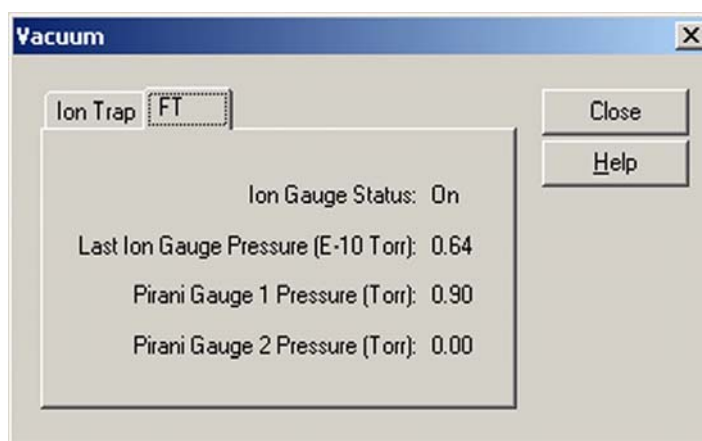 Vacuum
Ion Trap FT
Close
Help
Ion Gauge Status: On
Last Ion Gauge Pressure (E-10 Torr): 0.64
Pirani Gauge 1 Pressure (Torr): 0.90
Pirani Gauge 2 Pressure (Torr): 0.00